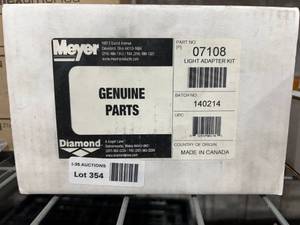 Meyer
PART NO.
(P)
07108
LIGHT ADAPTER KIT
GENUINE
PARTS
BATCH NO.
140214
UPC
Diamond
COUNTRY OF ORIGIN
MADE IN CANADA
I-95 AUCTIONS
Lot 354